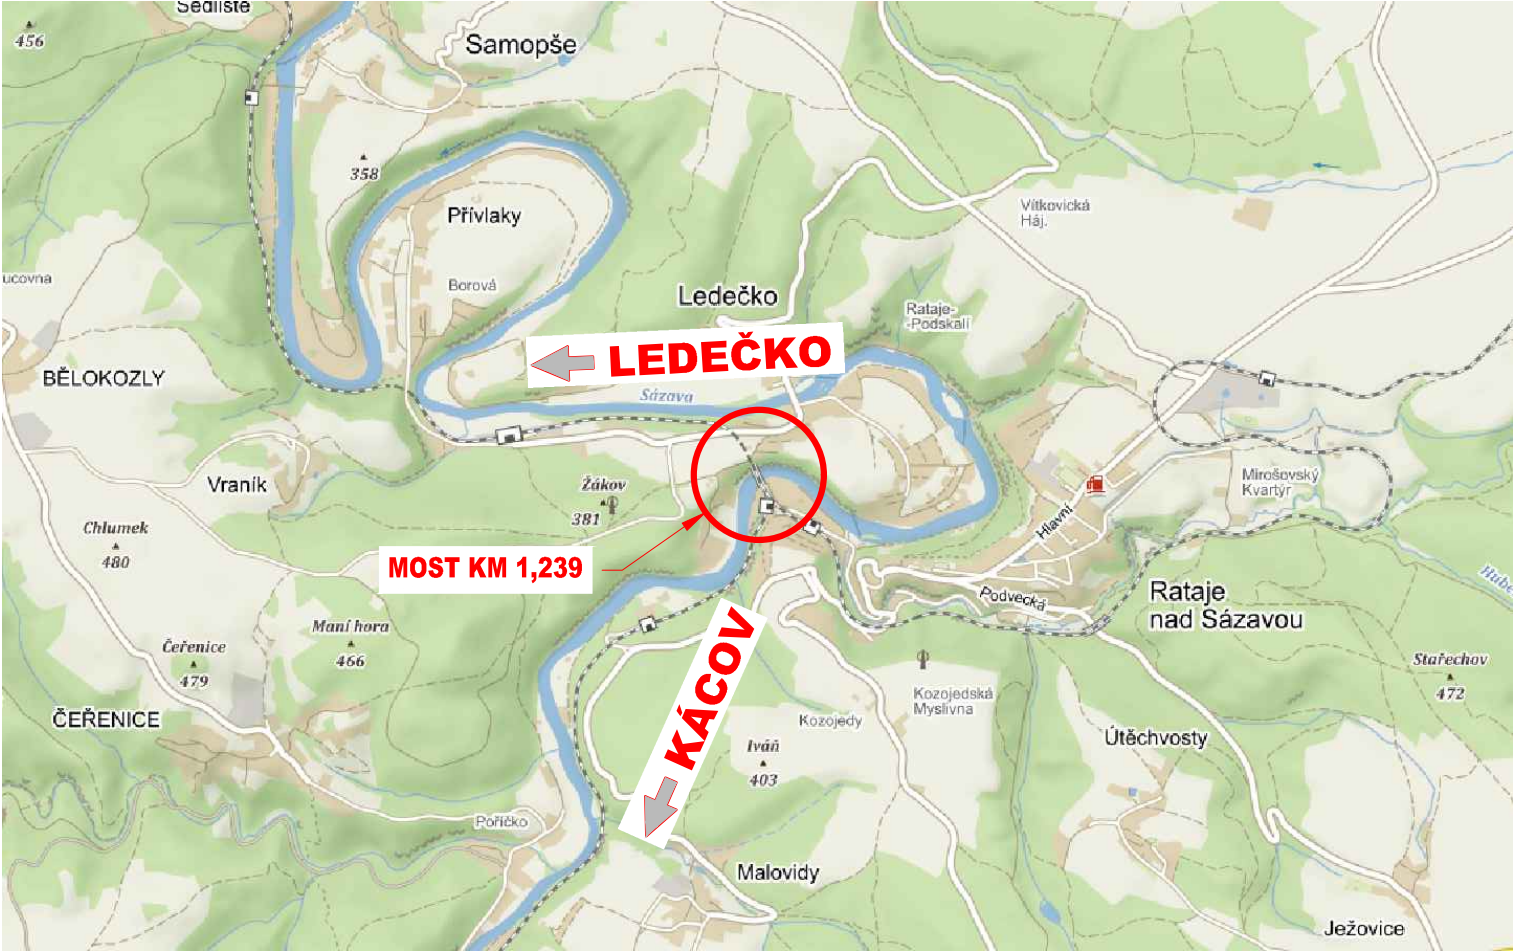 Sedliště
456
Samopše
358
Přívlaky
Vítkovická
Háj.
ucovna
Borová
Ledečko
Rataje-
-Podskalí
LEDEČKO
BĚLOKOZLY
Sázava
Vraník
Žákov
381
Mirošovský
Kvartýr
Hlavní
Chlumek
480
MOST KM 1,239
Podvecká
Rataje
nad Sázavou
Maní hora
466
Čeřenice
479
KÁCOV
Stařechov
472
Kozojedská
Myslivna
ČEŘENICE
Kozojedy
Útěchvosty
Iváň
403
Poříčko
Malovidy
Ježovice